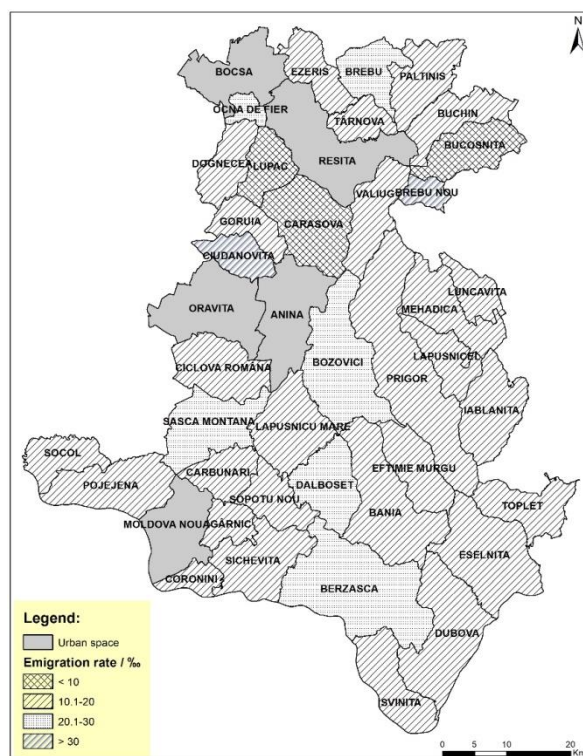 N
BOCSA
EZERIS
BREBU
PALTINIS
OCNA DE FIER
TÂRNOVA
BUCHIN
BUCOSNITA
DOGNECEA
LUPAC
RESITA
VALIUG
BREBU NOU
CARASOVA
GORUIA
CIUDANOVITA
LUNCAVITA
MEHADICA
ORAVITA
ANINA
BOZOVICI
LAPUSNICEL
CICLOVA ROMÂNA
PRIGOR
IABLANITA
SASCA MONTANA
LAPUSNICU MARE
SOCOL
CARBUNARI
EFTIMIE MURGU
POJEJENA
SOPOTU NOU
DALBOSET
TOPLET
MOLDOVA NOUA
GÂRNIC
BANIA
ESELNITA
SICHEVITA
CORONINI
BERZASCA
DUBOVA
SVINITA
Legend:
Urban space
Emigration rate / ‰
< 10
10.1-20
20.1-30
> 30
0 5 10 20
Km